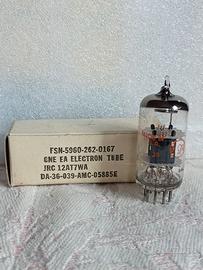 FSN-5960-262-0167
ONE EA ELECTRON TUBE
JRC 12AT7WA
DA-36-039-AMC-05885E